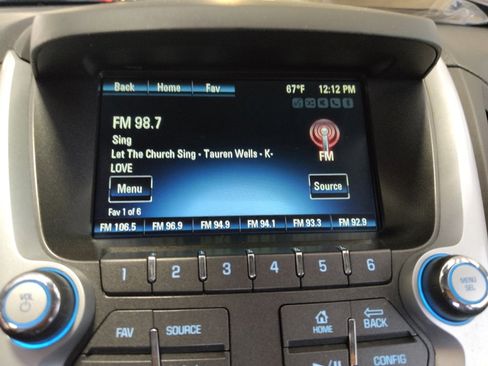 Back Home Fav 67°F 12:12 PM
FM 98.7
Sing
Let The Church Sing - Tauren Wells - K-
LOVE
FM
Menu Source
Fav 1 of 6
FM 106.5 FM 96.9 FM 94.9 FM 94.1 FM 93.3 FM 92.9
1 2 3 4 5 6
VOL
MENU
SEL
FAV SOURCE HOME BACK
CONFIG